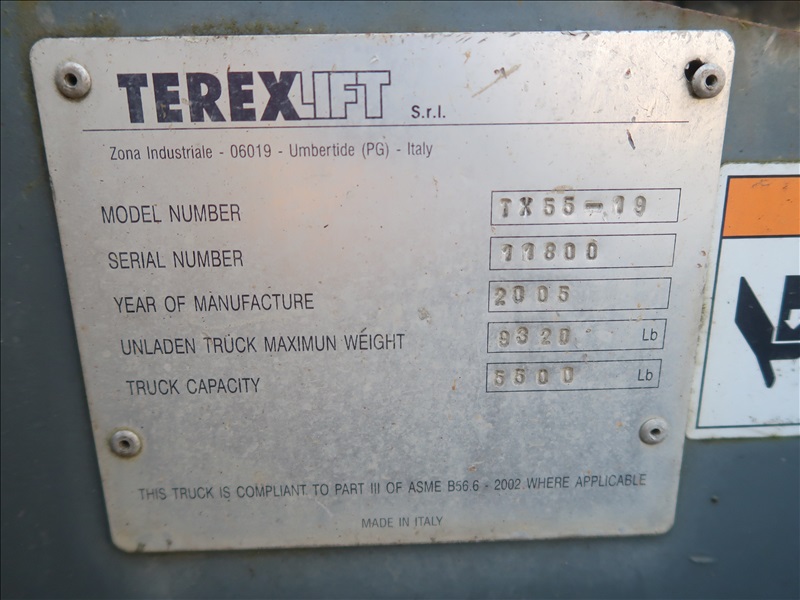 TEREXLIFT S.r.l.
Zona Industriale - 06019 - Umbertide (PG) - Italy
MODEL NUMBER TX55-19
SERIAL NUMBER 11800
YEAR OF MANUFACTURE 2005
UNLADEN TRUCK MAXIMUN WÉIGHT 9320 Lb
TRUCK CAPACITY 5500 Lb
THIS TRUCK IS COMPLIANT TO PART III OF ASME B56.6 - 2002 WHERE APPLICABLE
MADE IN ITALY